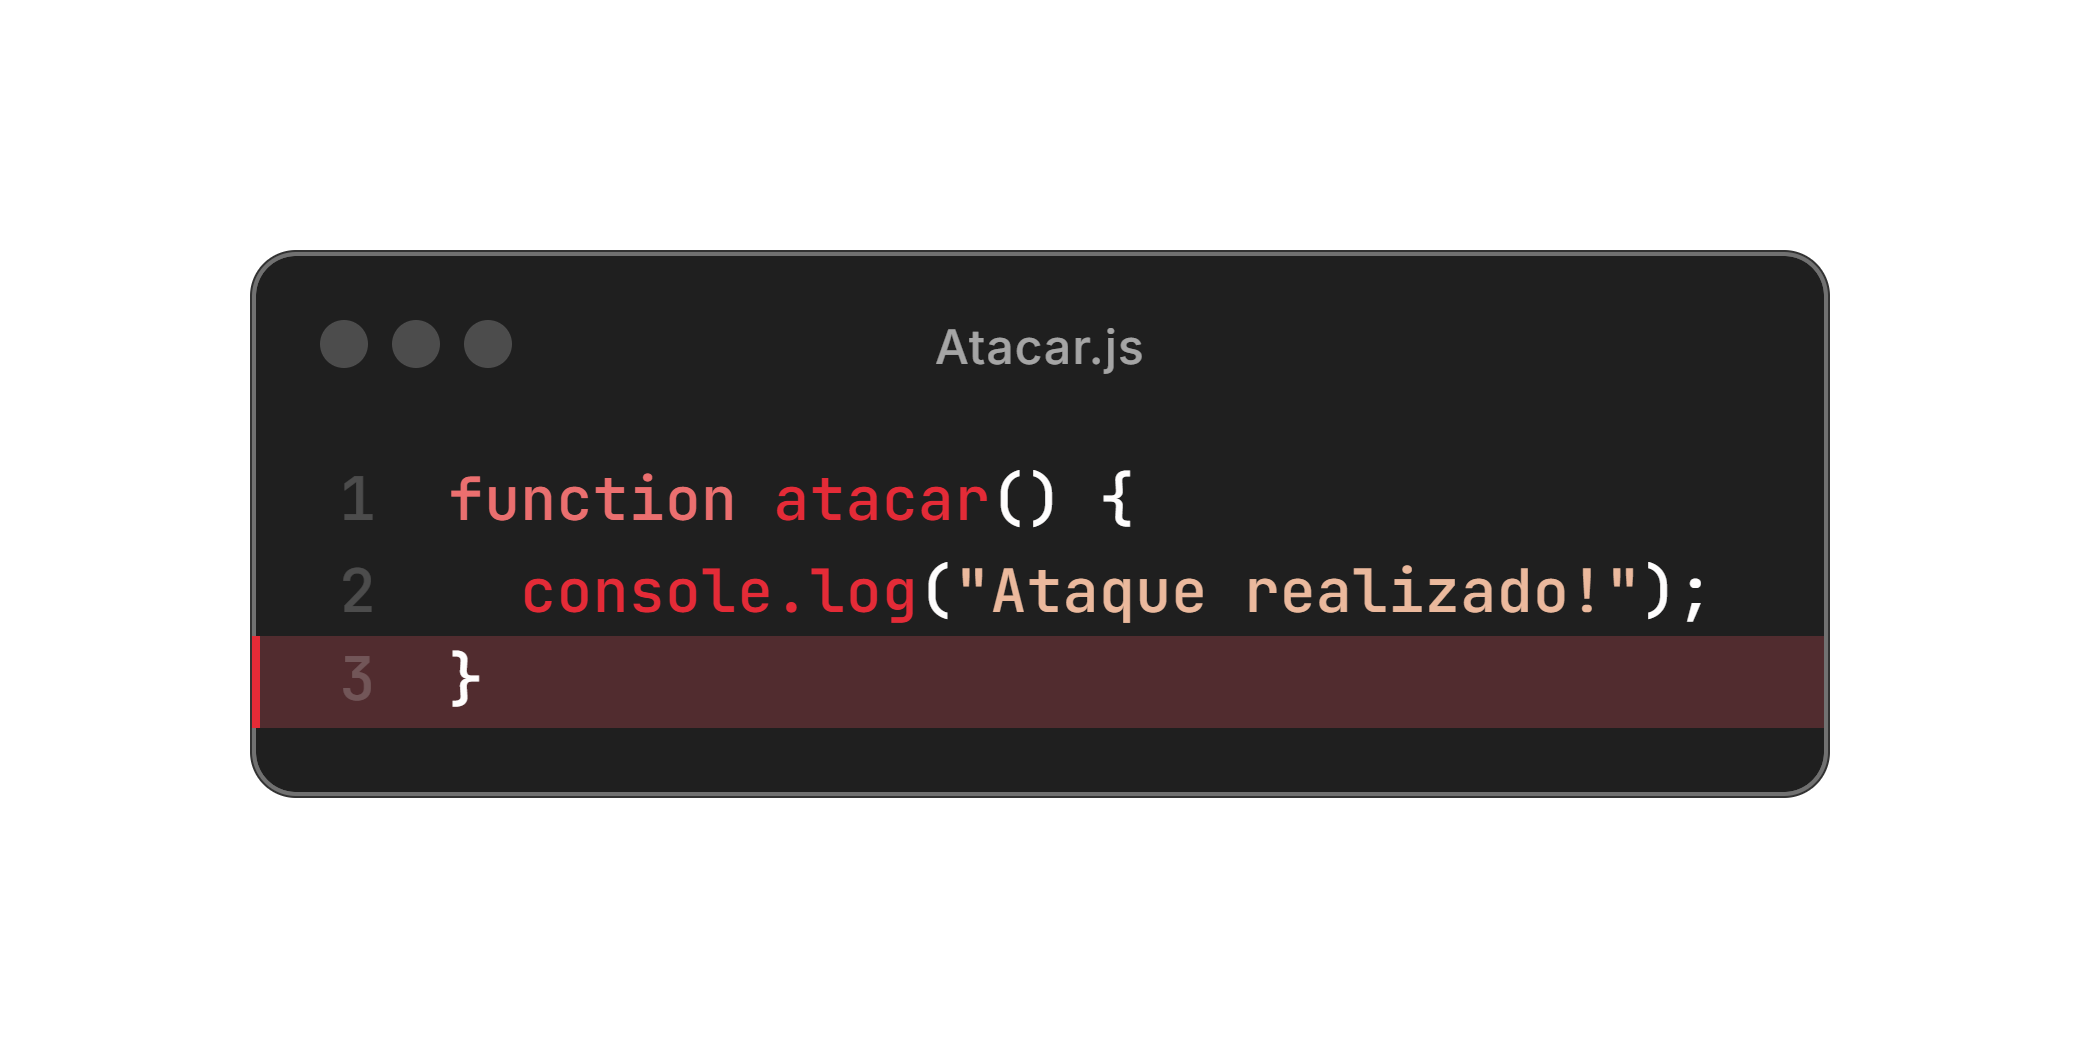 Atacar.js
1 function atacar() {
2   console.log("Ataque realizado!");
3 }